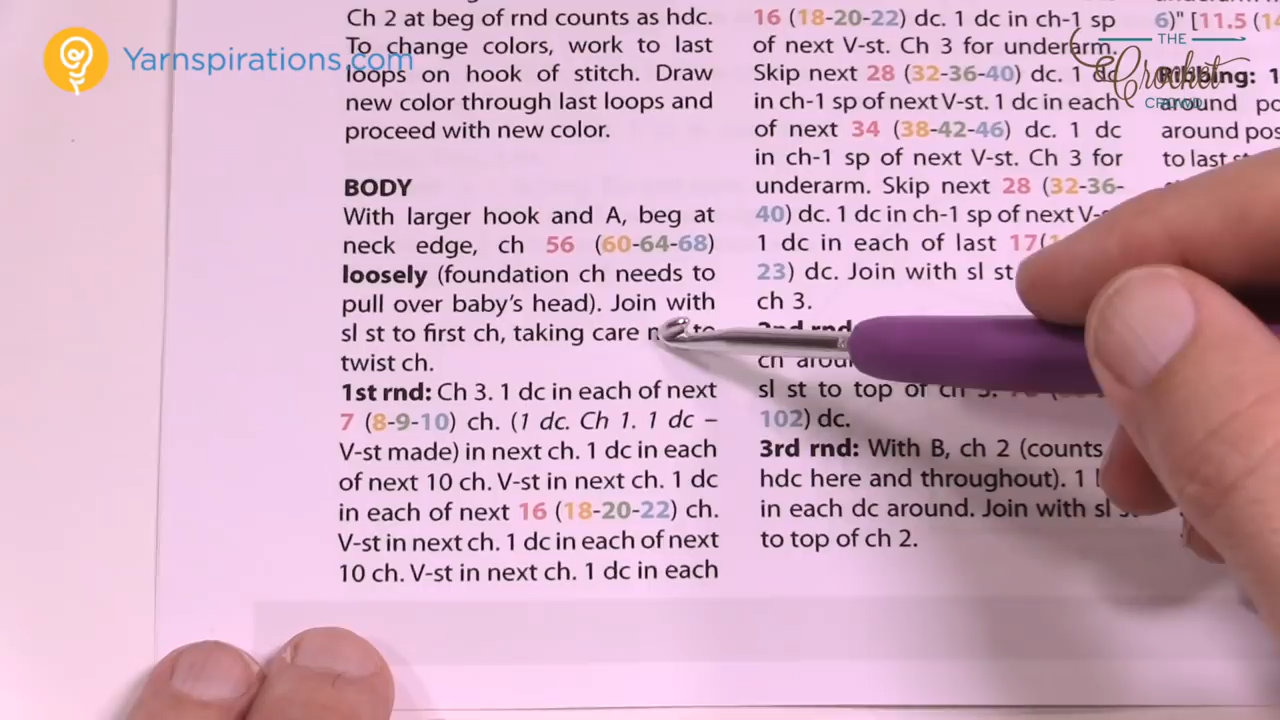 Yarnspirations.com
THE
Crochet
CROWD
Ch 2 at beg of rnd counts as hdc.
To change colors, work to last
loops on hook of stitch. Draw
new color through last loops and
proceed with new color.
BODY
With larger hook and A, beg at
neck edge, ch 56 (60-64-68)
loosely (foundation ch needs to
pull over baby's head). Join with
sl st to first ch, taking care to
twist ch.
1st rnd: Ch 3. 1 dc in each of next
7 (8-9-10) ch. (1 dc. Ch 1. 1 dc –
V-st made) in next ch. 1 dc in each
of next 10 ch. V-st in next ch. 1 dc
in each of next 16 (18-20-22) ch.
V-st in next ch. 1 dc in each of next
10 ch. V-st in next ch. 1 dc in each
16 (18-20-22) dc. 1 dc in ch-1 sp
of next V-st. Ch 3 for underarm.
Skip next 28 (32-36-40) dc. 1 dc
in ch-1 sp of next V-st. 1 dc in each
of next 34 (38-42-46) dc. 1 dc
in ch-1 sp of next V-st. Ch 3 for
underarm. Skip next 28 (32-36-
40) dc. 1 dc in ch-1 sp of next V-
1 dc in each of last 17(
23) dc. Join with sl st
ch 3.
2nd rnd
ch
sl st to top of ch 3.
102) dc.
3rd rnd: With B, ch 2 (counts
hdc here and throughout). 1
in each dc around. Join with sl
to top of ch 2.
6)" [11.5 (
Ribbing: 1
around
around
to last